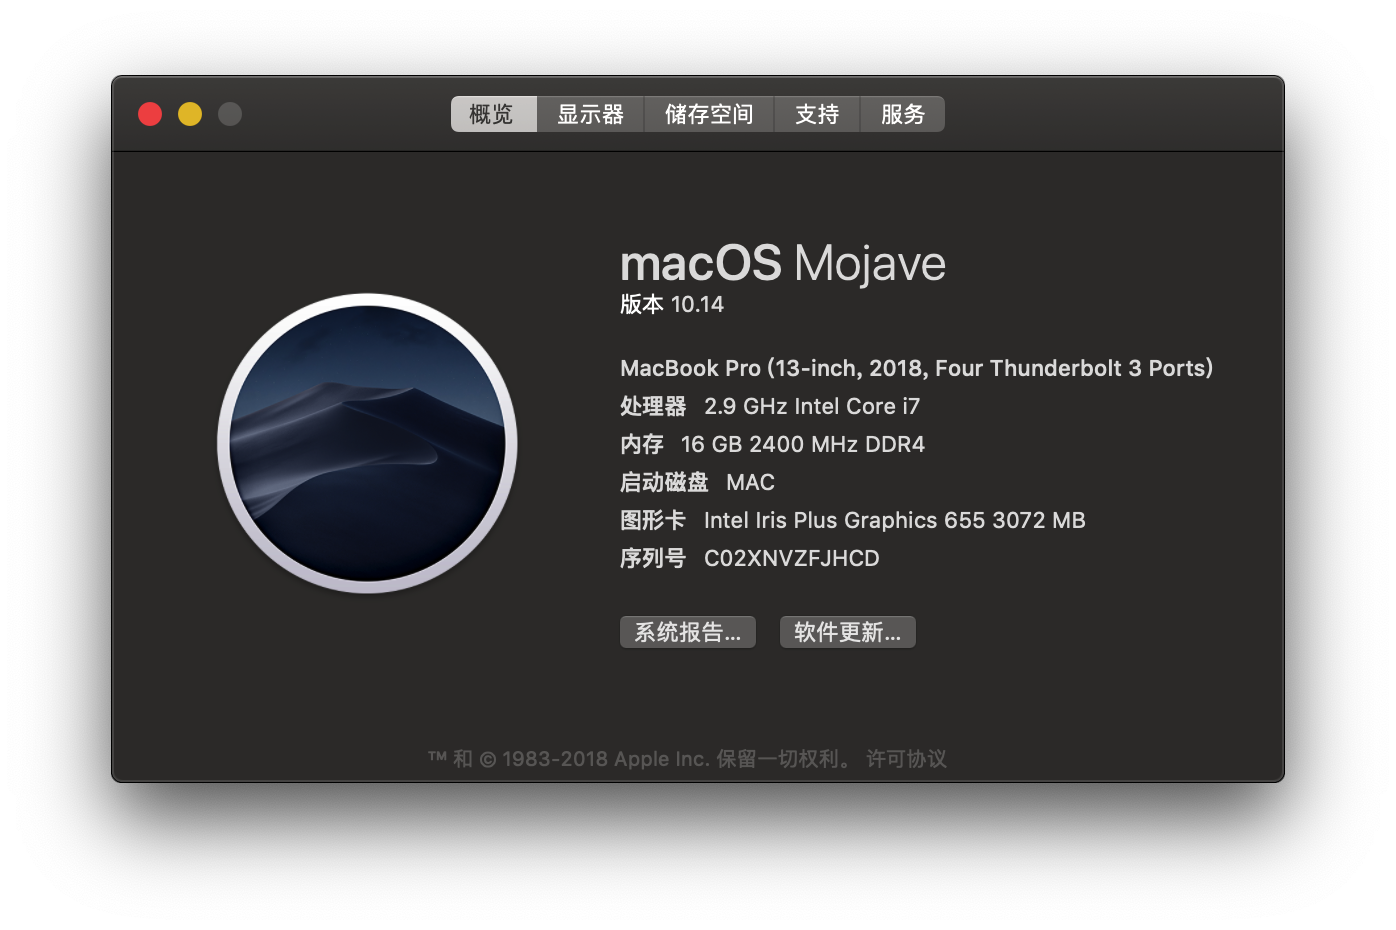 概览 显示器 储存空间 支持 服务
macOS Mojave
版本 10.14
MacBook Pro (13-inch, 2018, Four Thunderbolt 3 Ports)
处理器 2.9 GHz Intel Core i7
内存 16 GB 2400 MHz DDR4
启动磁盘 MAC
图形卡 Intel Iris Plus Graphics 655 3072 MB
序列号 C02XNVZFJHCD
系统报告... 软件更新...
™ 和 © 1983-2018 Apple Inc. 保留一切权利。 许可协议